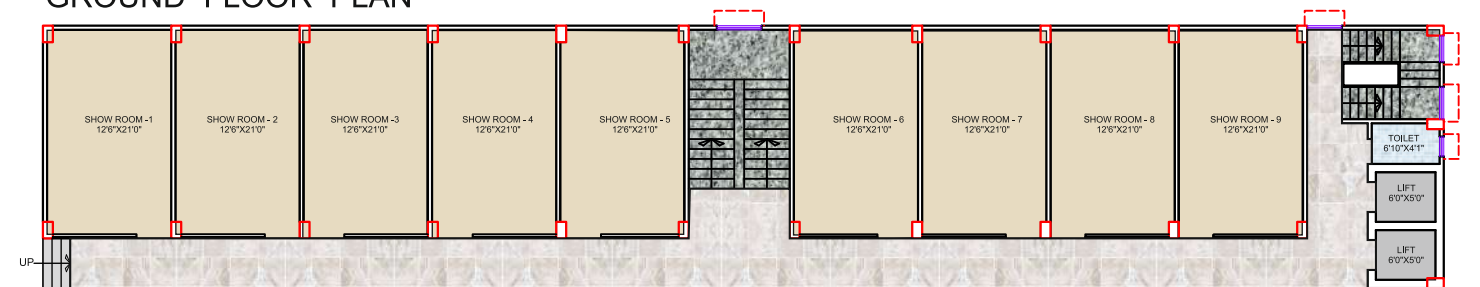 GROUND FLOOR PLAN
SHOW ROOM -1
12'6"X21'0"
SHOW ROOM - 2
12'6"X21'0"
SHOW ROOM -3
12'6"X21'0"
SHOW ROOM - 4
12'6"X21'0"
SHOW ROOM - 5
12'6"X21'0"
SHOW ROOM - 6
12'6"X21'0"
SHOW ROOM - 7
12'6"X21'0"
SHOW ROOM - 8
12'6"X21'0"
SHOW ROOM - 9
12'6"X21'0"
TOILET
6'10"X4'1"
LIFT
6'0"X5'0"
LIFT
6'0"X5'0"
UP